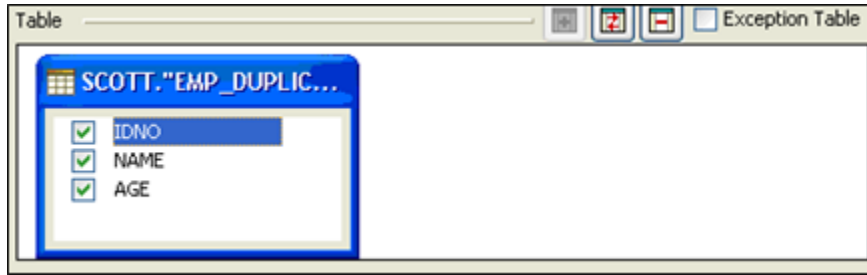 Table
Exception Table
SCOTT."EMP_DUPLIC...
IDNO
NAME
AGE